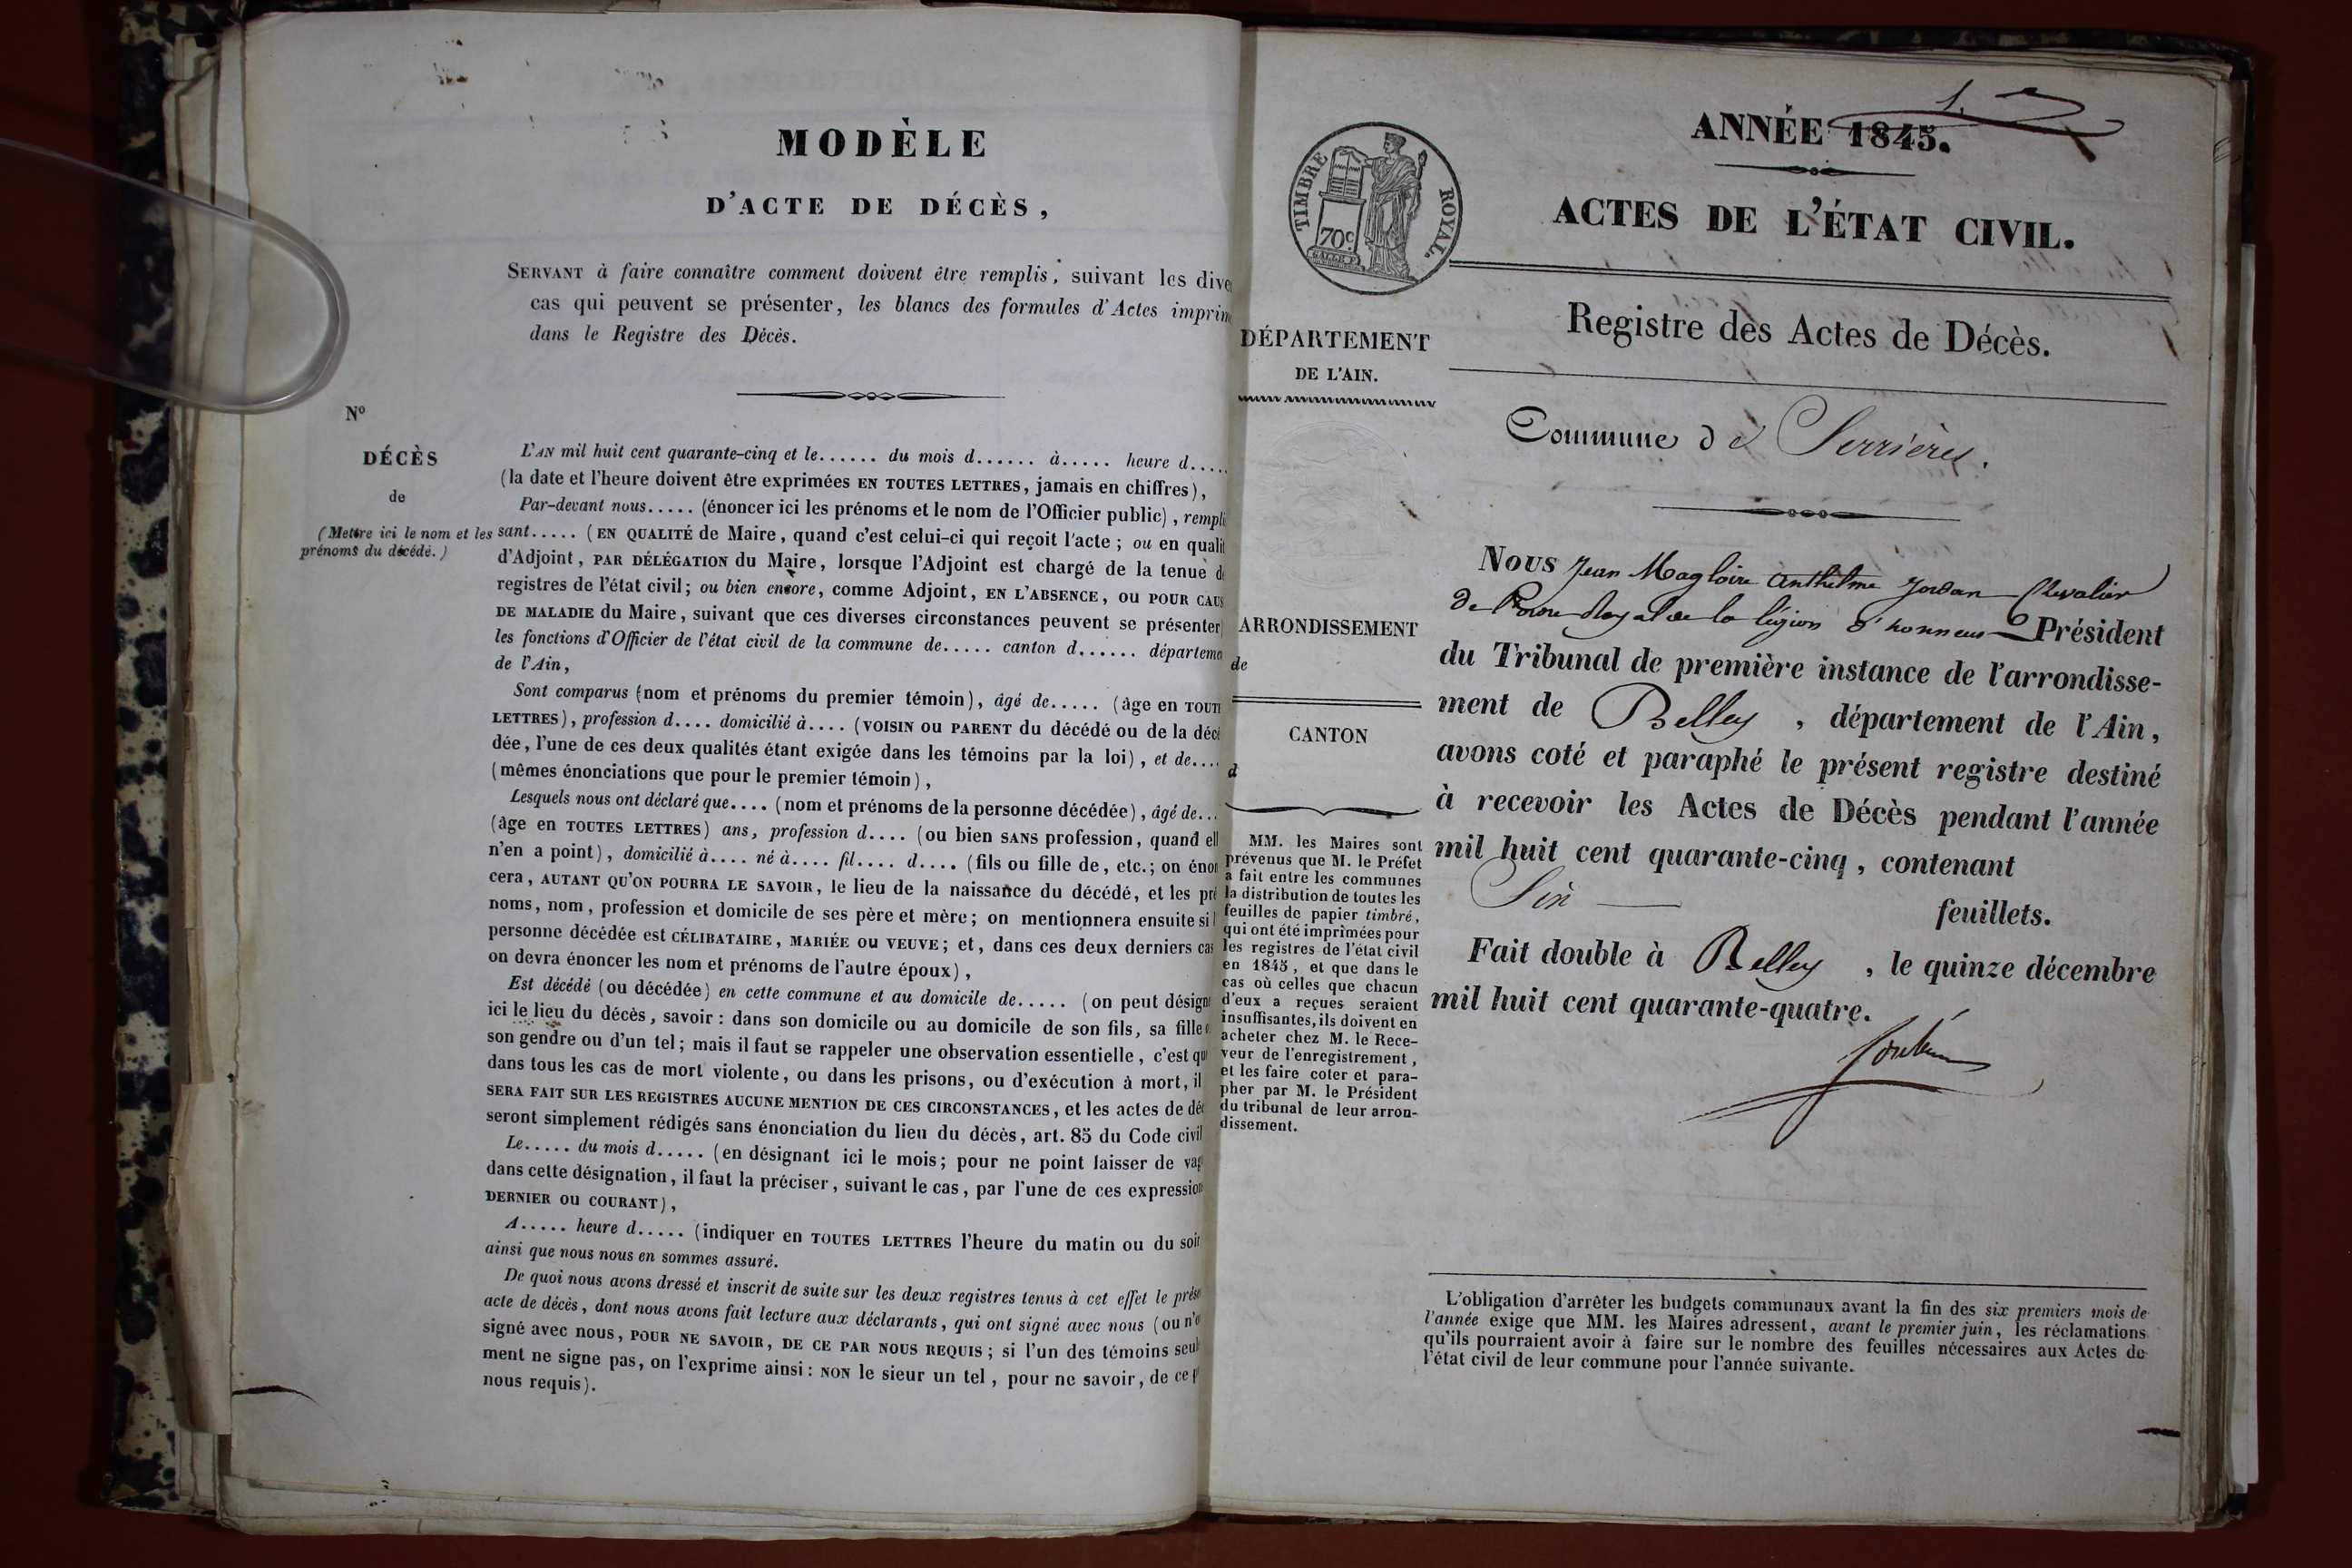 MODÈLE
D'ACTE DE DÉCÈS,
SERVANT à faire connaître comment doivent être remplis, suivant les dive
cas qui peuvent se présenter, les blancs des formules d'Actes imprim
dans le Registre des Décès.
No
DÉCÈS
de
(Mettre ici le nom et les
prénoms du décédé.)
L'AN mil huit cent quarante-cinq et le...... du mois d...... à..... heure d.....
(la date et l'heure doivent être exprimées EN TOUTES LETTRES, jamais en chiffres),
Par-devant nous..... (énoncer ici les prénoms et le nom de l'Officier public), rempli
sant..... (EN QUALITÉ de Maire, quand c'est celui-ci qui reçoit l'acte; ou en qualit
d'Adjoint, PAR DÉLÉGATION du Maire, lorsque l'Adjoint est chargé de la tenue d
registres de l'état civil; ou bien encore, comme Adjoint, EN L'ABSENCE, OU POUR CAUS
DE MALADIE du Maire, suivant que ces diverses circonstances peuvent se présenter
les fonctions d'Officier de l'état civil de la commune de..... canton d...... départeme
de l'Ain,
Sont comparus (nom et prénoms du premier témoin), âgé de..... (âge en TOUT
LETTRES), profession d.... domicilié à.... (VOISIN OU PARENT du décédé ou de la décé
dée, l'une de ces deux qualités étant exigée dans les témoins par la loi), et de....
(mêmes énonciations que pour le premier témoin),
Lesquels nous ont déclaré que.... (nom et prénoms de la personne décédée), âgé de...
(âge en TOUTES LETTRES) ans, profession d.... (ou bien SANS profession, quand ell
n'en a point), domicilié à.... né à.... fil.... d.... (fils ou fille de, etc.; on énon
cera, AUTANT QU'ON POURRA LE SAVOIR, le lieu de la naissance du décédé, et les pré
noms, nom, profession et domicile de ses père et mère; on mentionnera ensuite si l
personne décédée est CÉLIBATAIRE, MARIÉE OU VEUVE; et, dans ces deux derniers cas
on devra énoncer les nom et prénoms de l'autre époux),
Est décédé (ou décédée) en cette commune et au domicile de..... (on peut désigne
ici le lieu du décès, savoir: dans son domicile ou au domicile de son fils, sa fille o
son gendre ou d'un tel; mais il faut se rappeler une observation essentielle, c'est qu
dans tous les cas de mort violente, ou dans les prisons, ou d'exécution à mort, il
SERA FAIT SUR LES REGISTRES AUCUNE MENTION DE CES CIRCONSTANCES, et les actes de déc
seront simplement rédigés sans énonciation du lieu du décès, art. 85 du Code civil
Le..... du mois d..... (en désignant ici le mois; pour ne point laisser de vag
dans cette désignation, il faut la préciser, suivant le cas, par l'une de ces expression
DERNIER OU COURANT),
A..... heure d..... (indiquer en TOUTES LETTRES l'heure du matin ou du soir
ainsi que nous nous en sommes assuré.
De quoi nous avons dressé et inscrit de suite sur les deux registres tenus à cet effet le prése
acte de décès, dont nous avons fait lecture aux déclarants, qui ont signé avec nous (ou n'o
signé avec nous, POUR NE SAVOIR, DE CE PAR NOUS REQUIS; si l'un des témoins seul
ment ne signe pas, on l'exprime ainsi: NON le sieur un tel, pour ne savoir, de ce p
nous requis).
1.
ANNÉE 1845.
ACTES DE L'ÉTAT CIVIL.
TIMBRE ROYAL.
70c.
Registre des Actes de Décès.
DÉPARTEMENT
DE L'AIN.
Commune de Serrières.
ARRONDISSEMENT
de
CANTON
d
MM. les Maires sont
prévenus que M. le Préfet
a fait entre les communes
la distribution de toutes les
feuilles de papier timbré,
qui ont été imprimées pour
les registres de l'état civil
en 1845, et que dans le
cas où celles que chacun
d'eux a reçues seraient
insuffisantes, ils doivent en
acheter chez M. le Rece-
veur de l'enregistrement,
et les faire coter et para-
pher par M. le Président
du tribunal de leur arron-
dissement.
Nous Jean Magloire Anthelme Jordan Chevalier
de l'ordre Royal de la légion d'honneur Président
du Tribunal de première instance de l'arrondisse-
ment de Belley, département de l'Ain,
avons coté et paraphé le présent registre destiné
à recevoir les Actes de Décès pendant l'année
mil huit cent quarante-cinq, contenant
Six feuillets.
Fait double à Belley, le quinze décembre
mil huit cent quarante-quatre.
L'obligation d'arrêter les budgets communaux avant la fin des six premiers mois de
l'année exige que MM. les Maires adressent, avant le premier juin, les réclamations
qu'ils pourraient avoir à faire sur le nombre des feuilles nécessaires aux Actes de
l'état civil de leur commune pour l'année suivante.